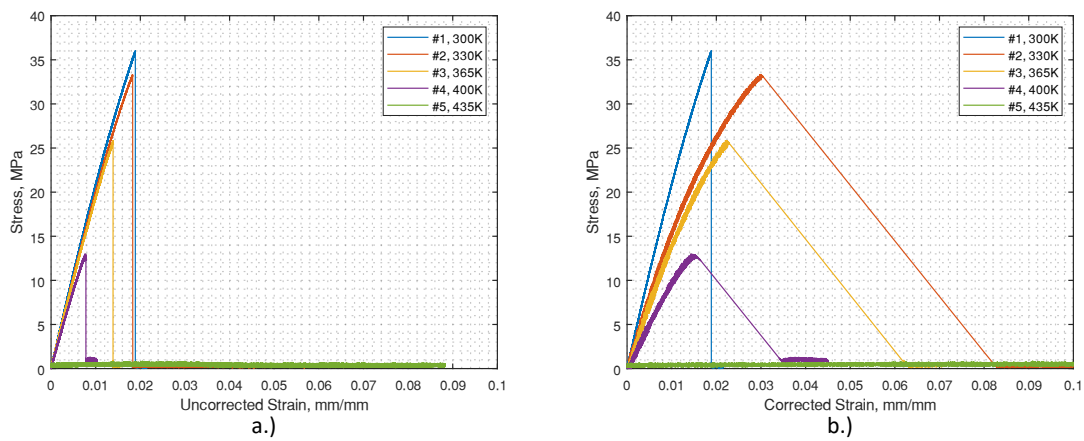 40
35
30
25
20
15
10
5
0
Stress, MPa
#1, 300K
#2, 330K
#3, 365K
#4, 400K
#5, 435K
0 0.01 0.02 0.03 0.04 0.05 0.06 0.07 0.08 0.09 0.1
Uncorrected Strain, mm/mm
a.)
40
35
30
25
20
15
10
5
0
Stress, MPa
#1, 300K
#2, 330K
#3, 365K
#4, 400K
#5, 435K
0 0.01 0.02 0.03 0.04 0.05 0.06 0.07 0.08 0.09 0.1
Corrected Strain, mm/mm
b.)